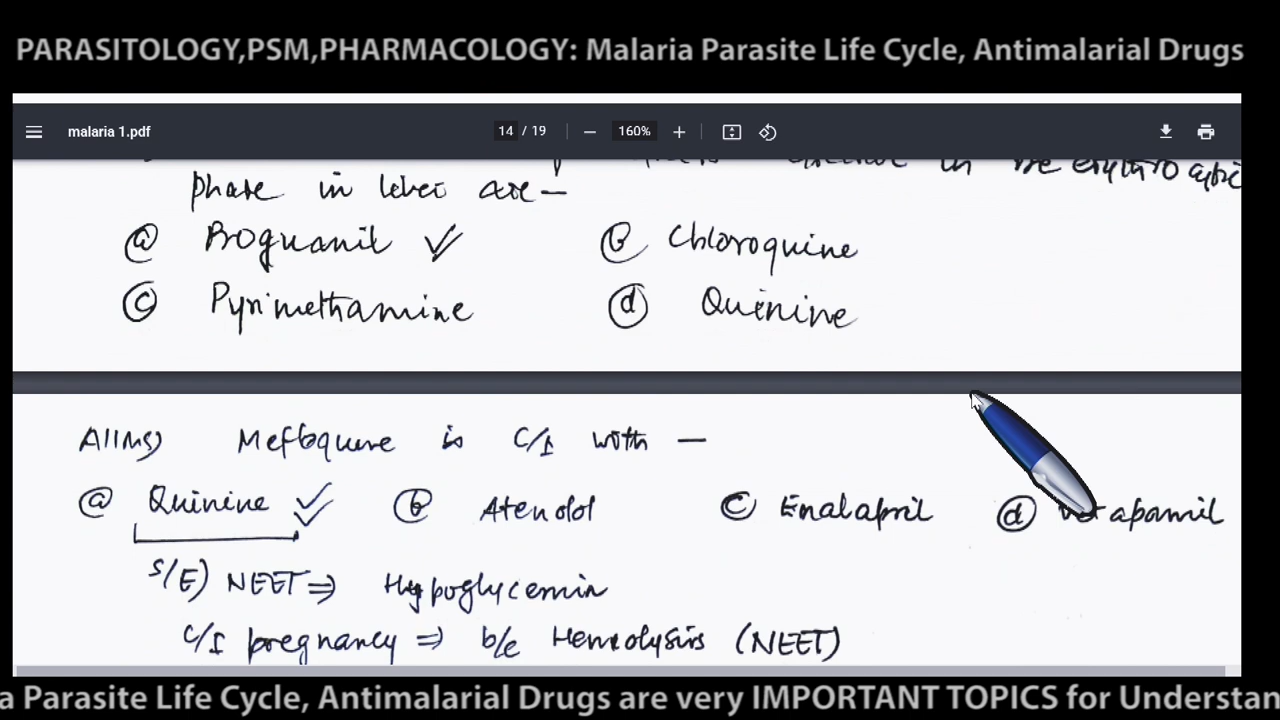 PARASITOLOGY,PSM,PHARMACOLOGY: Malaria Parasite Life Cycle, Antimalarial Drugs
malaria 1.pdf 14 / 19 160%
in
phase in liver are —
ⓐ Proguanil ✓ ⓑ Chloroquine
ⓒ Pyrimethamine ⓓ Quinine
AIIMS) Mefloquine is C/I with —
ⓐ Quinine ✓ ⓑ Atenolol ⓒ Enalapril ⓓ
S/E) NEET ⇒ Hypoglycemia
C/I pregnancy ⇒ b/c Hemolysis (NEET)
a Parasite Life Cycle, Antimalarial Drugs are very IMPORTANT TOPICS for Understan